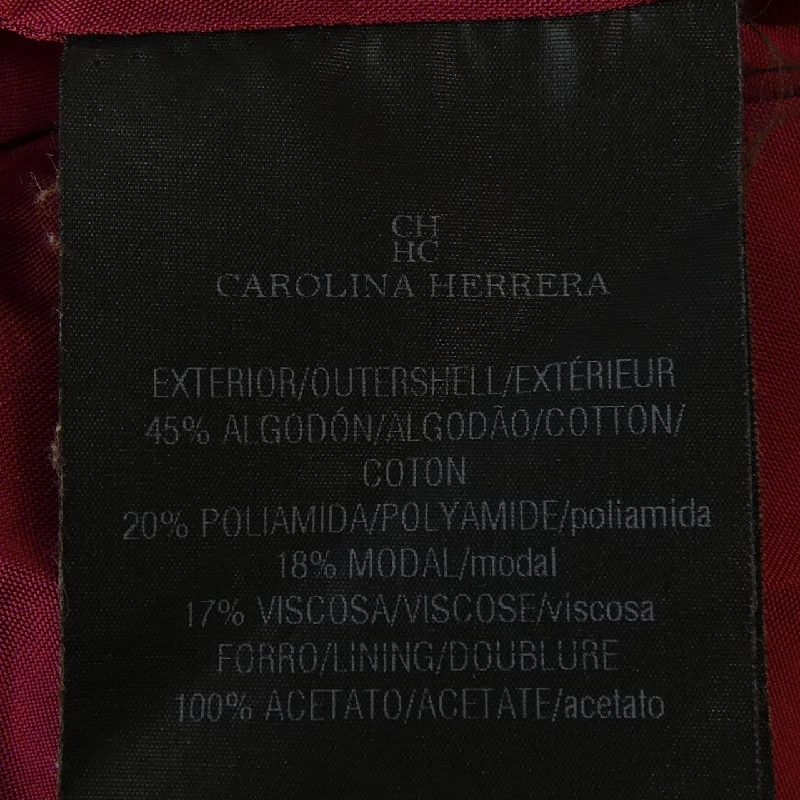 CH
HC
CAROLINA HERRERA
EXTERIOR/OUTERSHELL/EXTÉRIEUR
45% ALGODÓN/ALGODÃO/COTTON/
COTON
20% POLIAMIDA/POLYAMIDE/poliamida
18% MODAL/modal
17% VISCOSA/VISCOSE/viscosa
FORRO/LINING/DOUBLURE
100% ACETATO/ACETATE/acetato